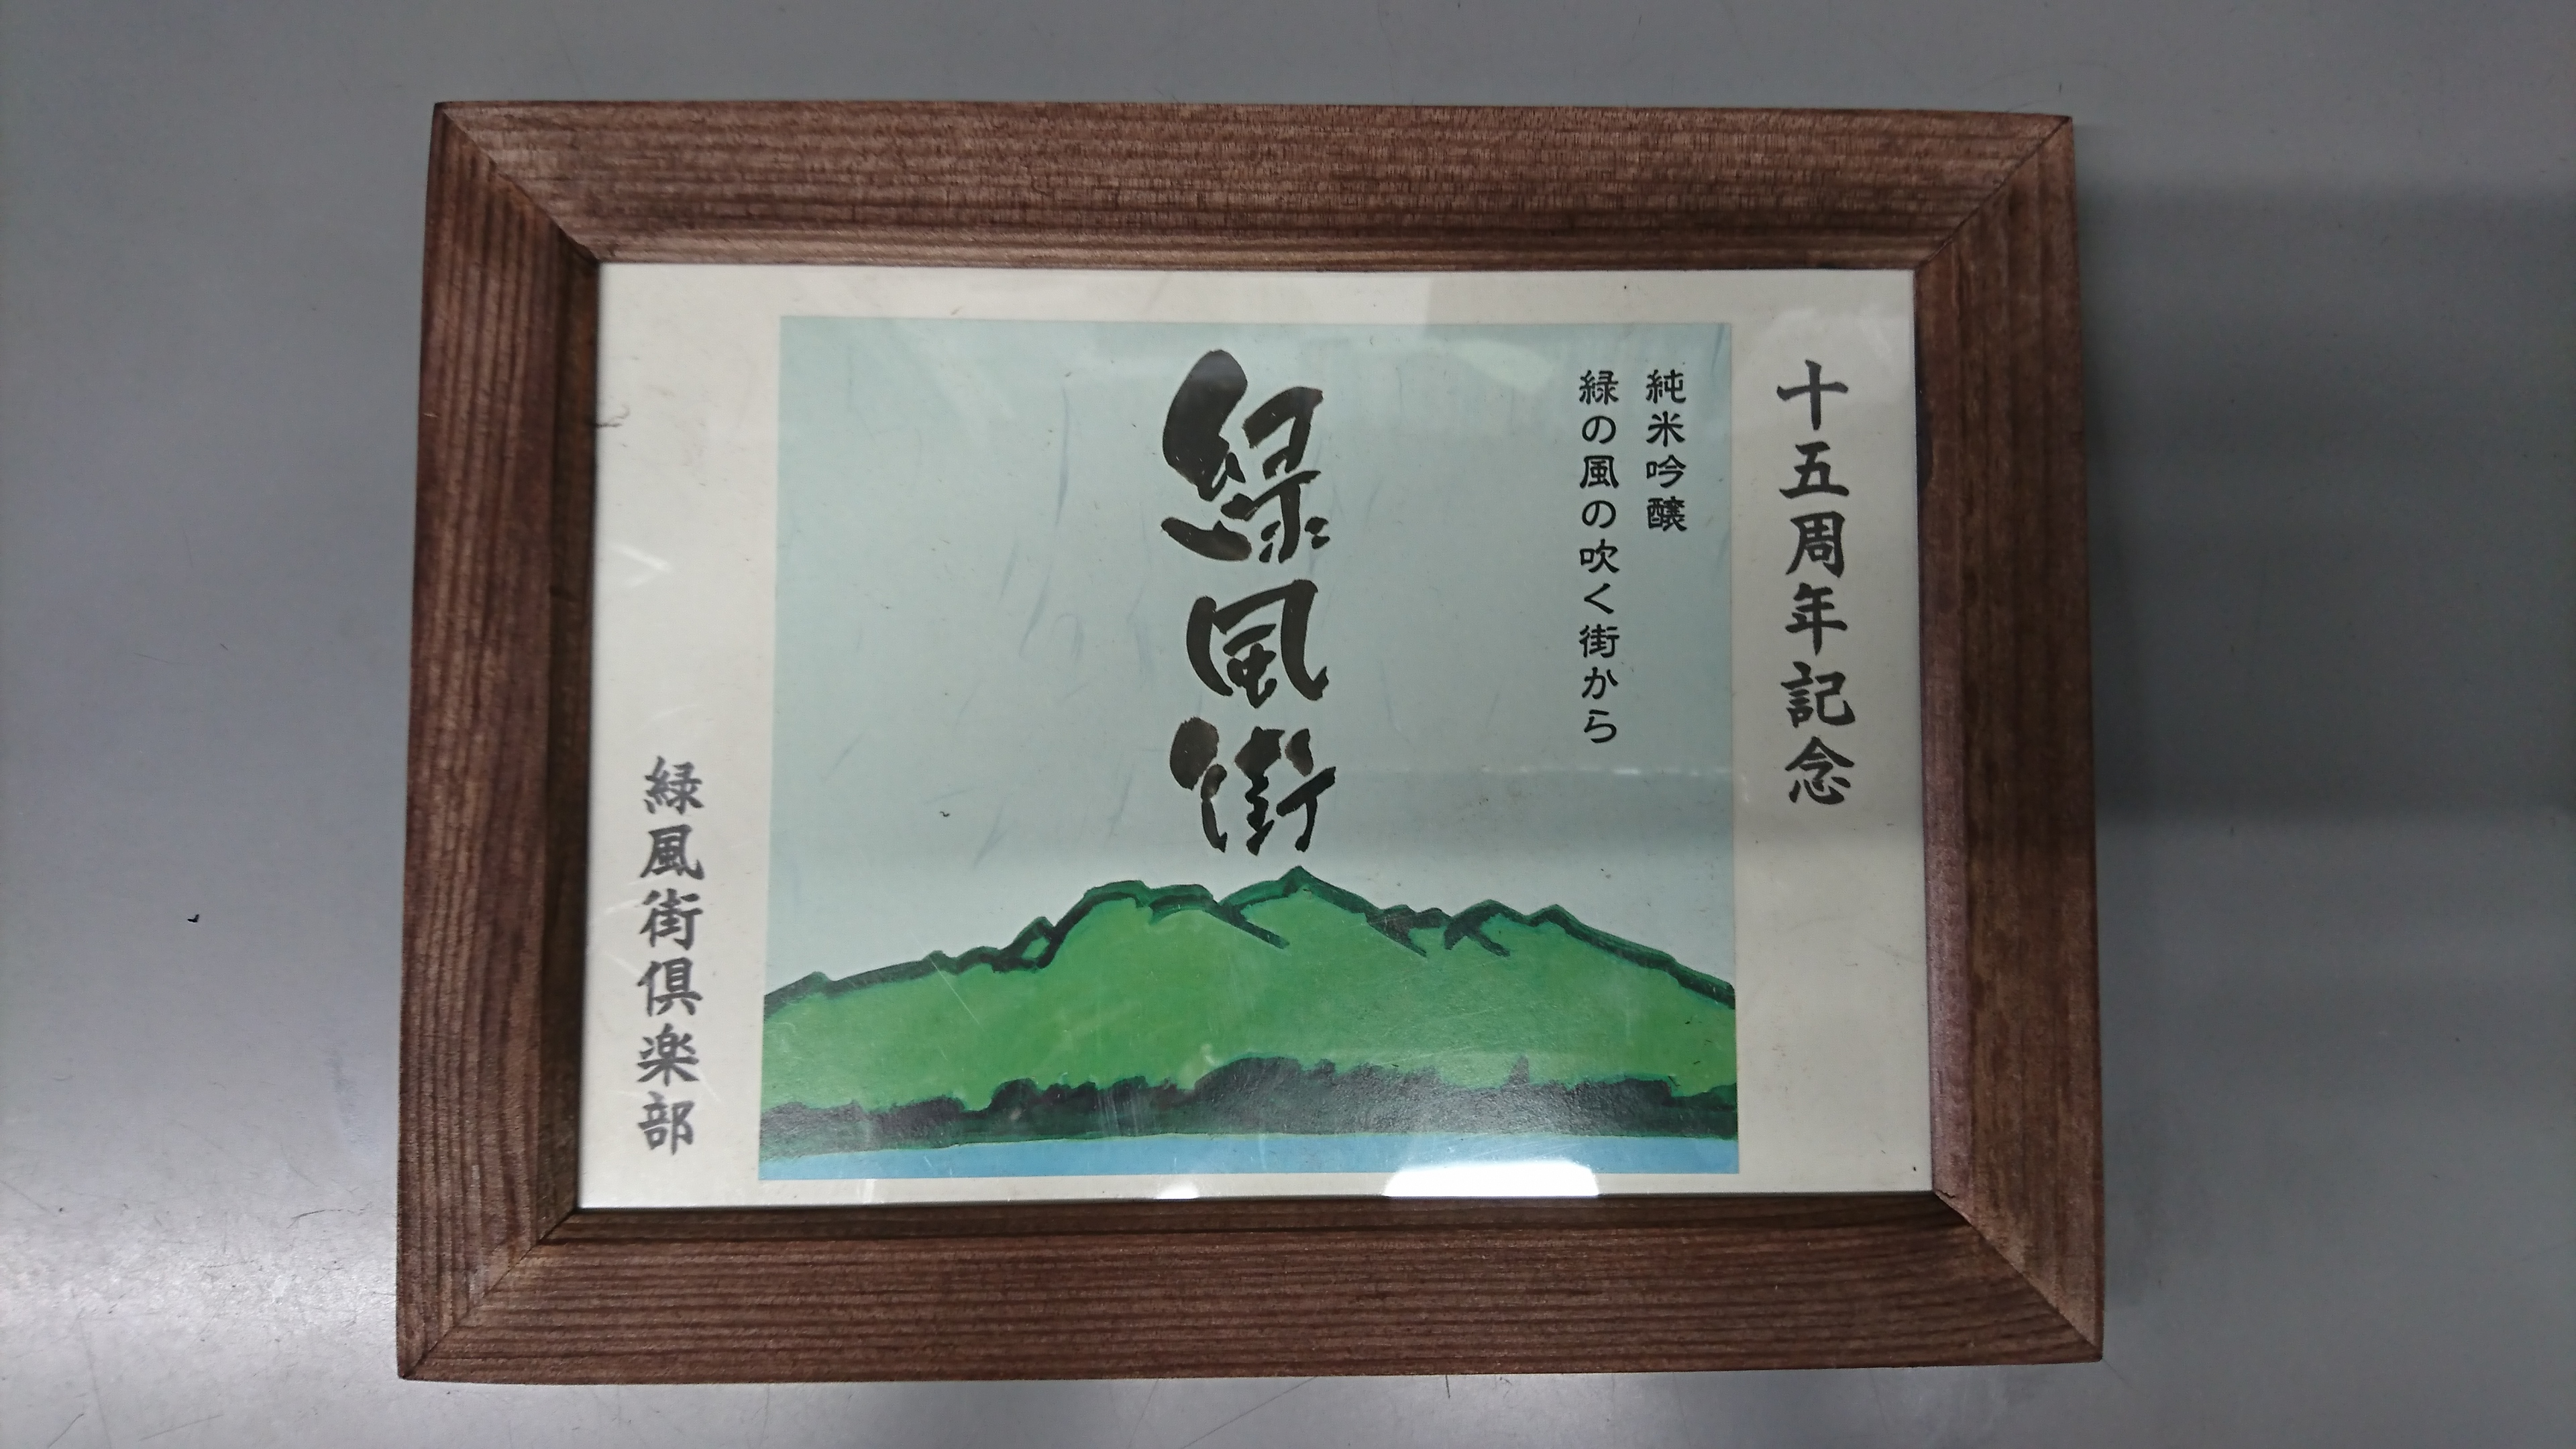 十五周年記念
純米吟醸
緑の風の吹く街から
緑風街
緑風街倶楽部